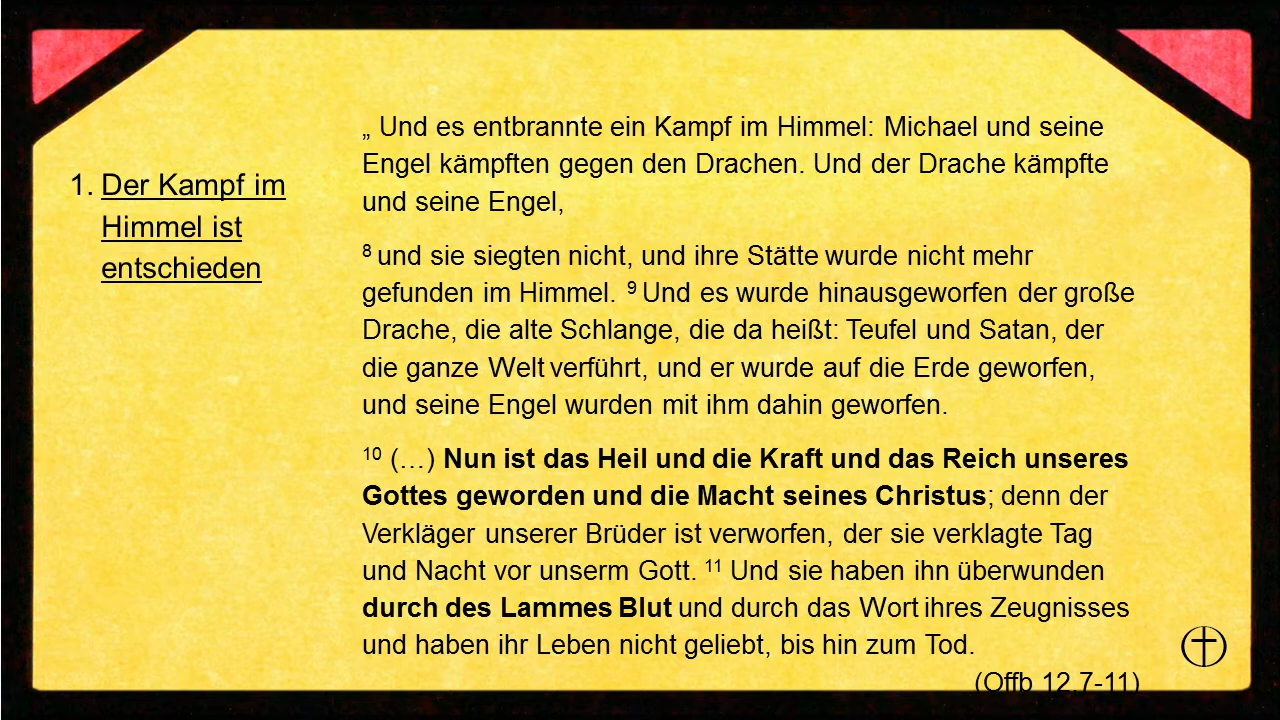 1. Der Kampf im
Himmel ist
entschieden
„ Und es entbrannte ein Kampf im Himmel: Michael und seine
Engel kämpften gegen den Drachen. Und der Drache kämpfte
und seine Engel,
8 und sie siegten nicht, und ihre Stätte wurde nicht mehr
gefunden im Himmel. 9 Und es wurde hinausgeworfen der große
Drache, die alte Schlange, die da heißt: Teufel und Satan, der
die ganze Welt verführt, und er wurde auf die Erde geworfen,
und seine Engel wurden mit ihm dahin geworfen.
10 (…) Nun ist das Heil und die Kraft und das Reich unseres
Gottes geworden und die Macht seines Christus; denn der
Verkläger unserer Brüder ist verworfen, der sie verklagte Tag
und Nacht vor unserm Gott. 11 Und sie haben ihn überwunden
durch des Lammes Blut und durch das Wort ihres Zeugnisses
und haben ihr Leben nicht geliebt, bis hin zum Tod.
(Offb 12,7-11)